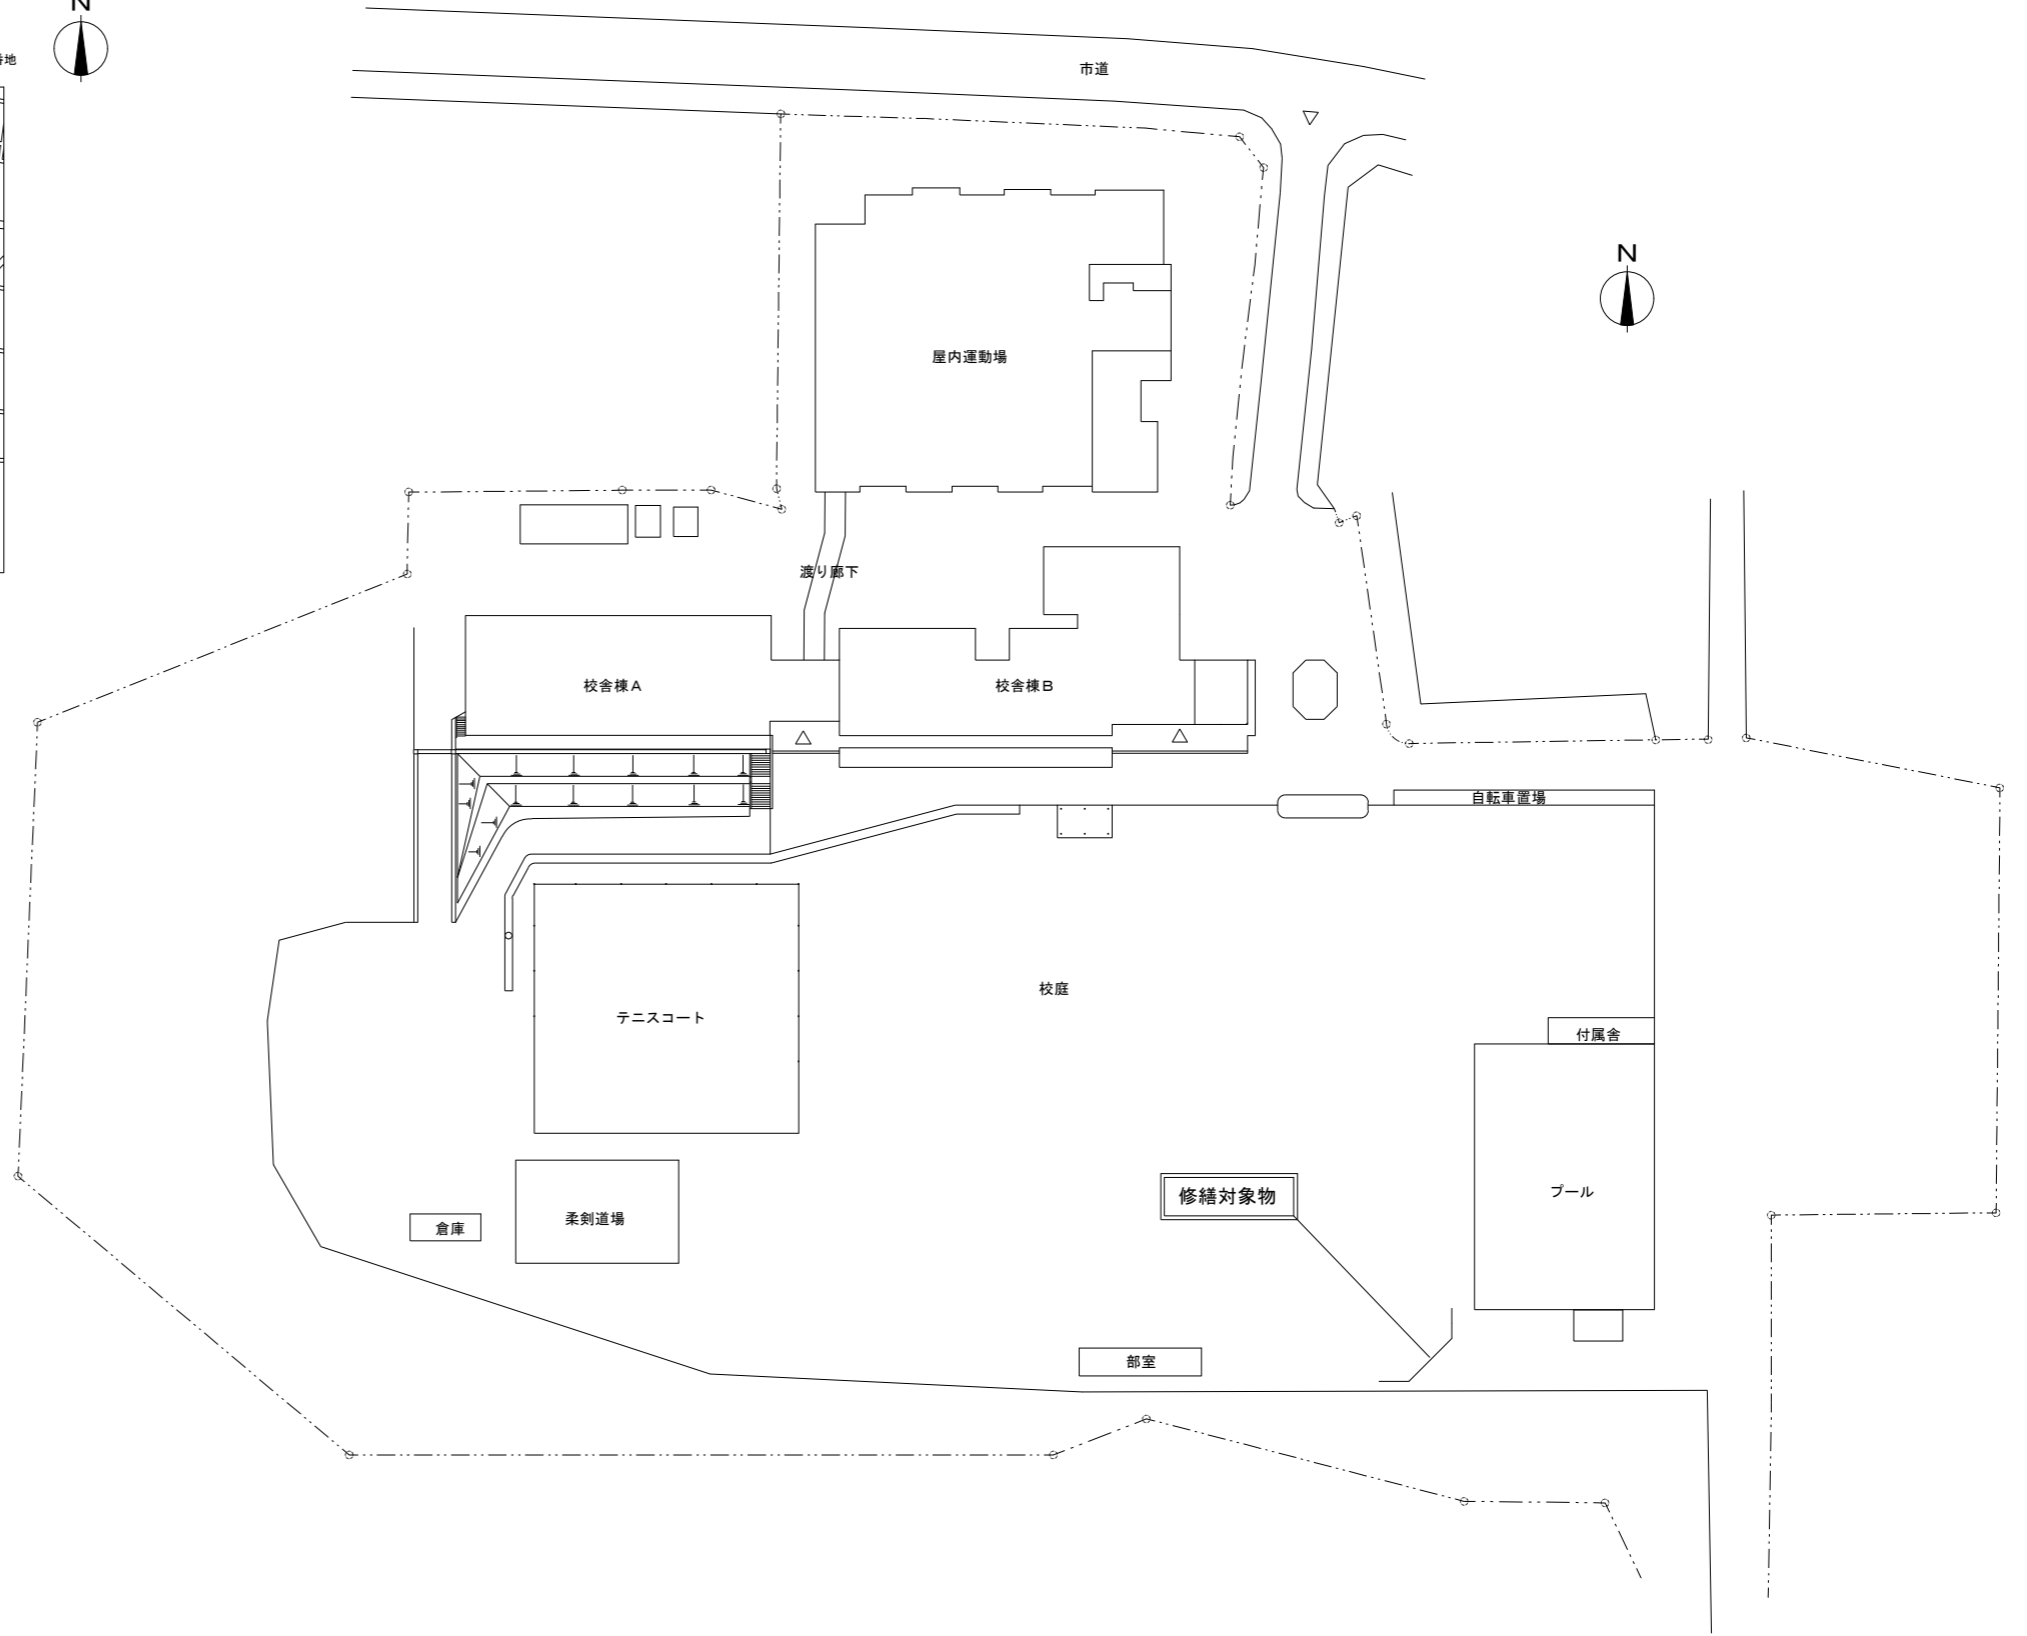 N
番地
市道
N
屋内運動場
渡り廊下
校舎棟A
校舎棟B
自転車置場
校庭
テニスコート
付属舎
修繕対象物
プール
柔剣道場
倉庫
部室